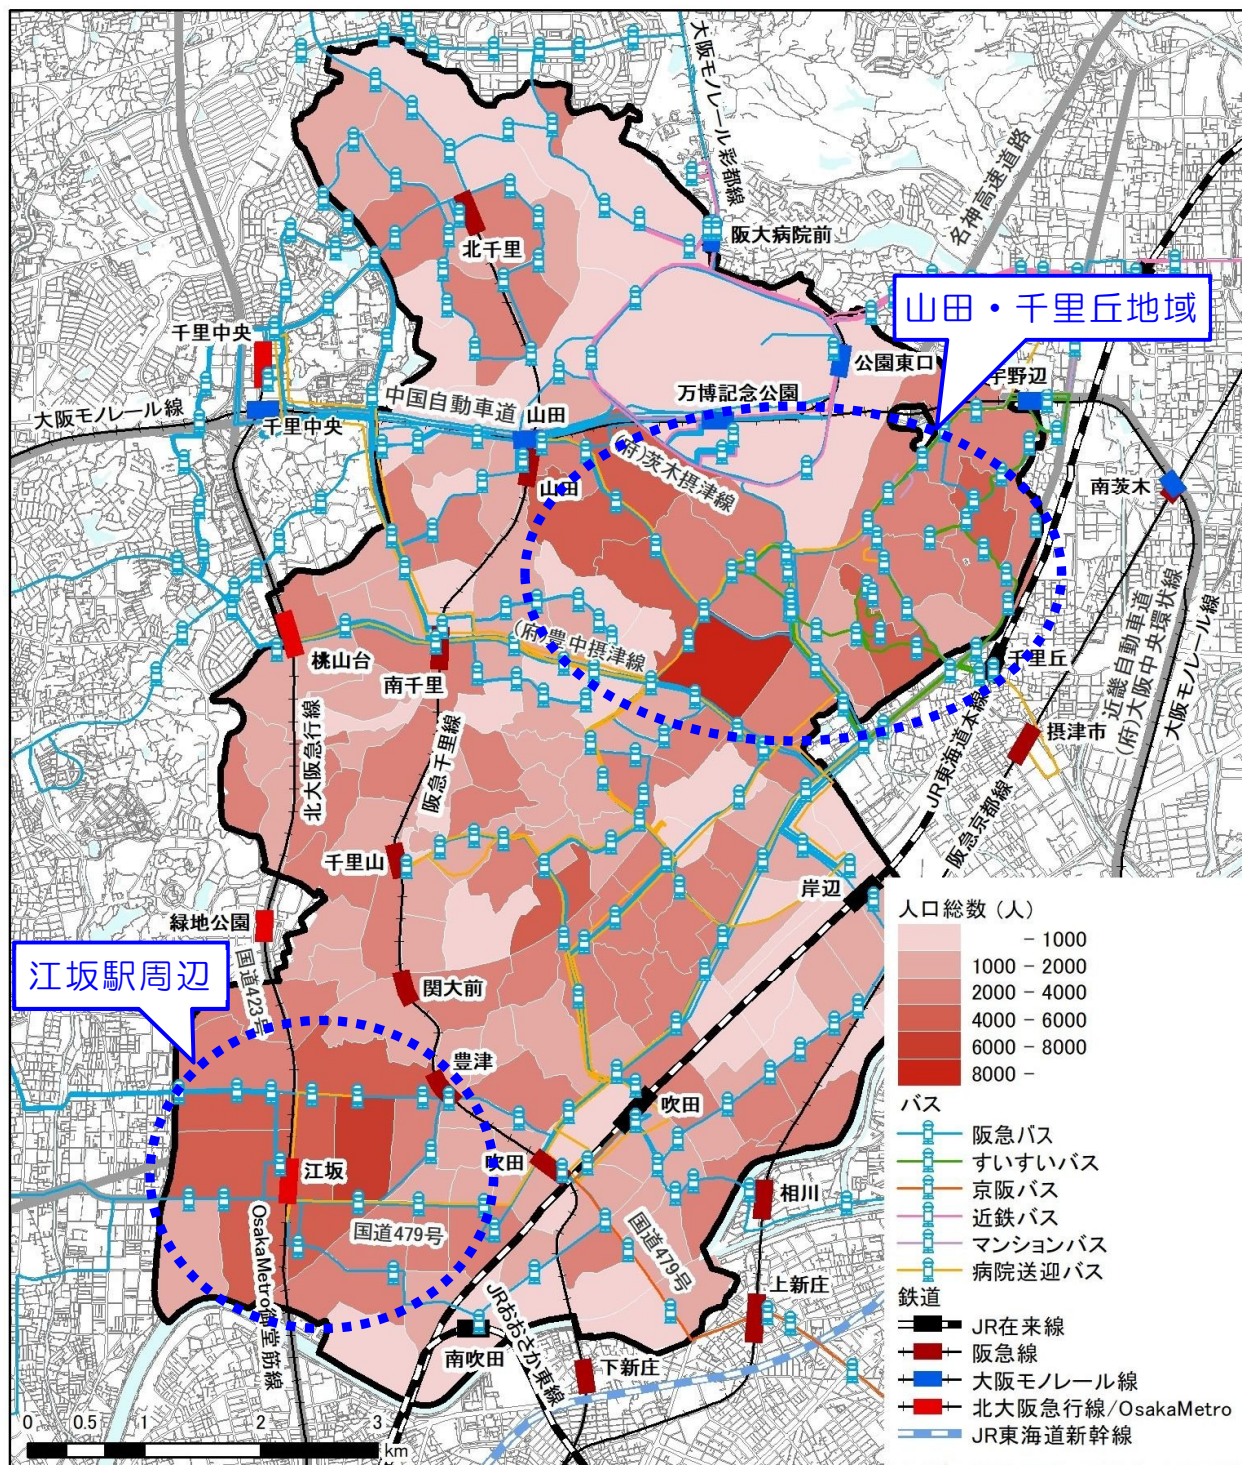 大阪モノレール彩都線
名神高速道路
阪大病院前
北千里
山田・千里丘地域
千里中央
公園東口
宇野辺
万博記念公園
中国自動車道
大阪モノレール線
千里中央
山田
(府)茨木摂津線
山田
南茨木
(府)豊中摂津線
千里丘
桃山台
南千里
近畿自動車道
(府)大阪中央環状線
大阪モノレール線
摂津市
JR東海道本線
阪急京都線
北大阪急行線
阪急千里線
千里山
岸辺
緑地公園
国道423号
江坂駅周辺
関大前
豊津
吹田
江坂
吹田
相川
国道479号
国道479号
OsakaMetro御堂筋線
上新庄
JRおおさか東線
南吹田
下新庄
人口総数 (人)
- 1000
1000 - 2000
2000 - 4000
4000 - 6000
6000 - 8000
8000 -
バス
阪急バス
すいすいバス
京阪バス
近鉄バス
マンションバス
病院送迎バス
鉄道
JR在来線
阪急線
大阪モノレール線
北大阪急行線/OsakaMetro
JR東海道新幹線
0 0.5 1 2 3
km